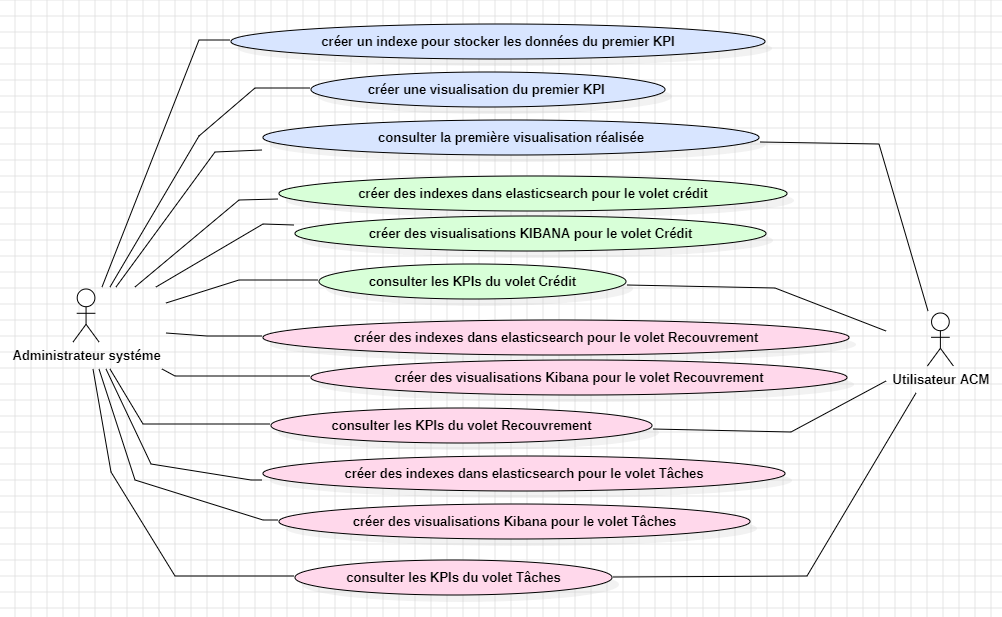 créer un indexe pour stocker les données du premier KPI
créer une visualisation du premier KPI
consulter la première visualisation réalisée
créer des indexes dans elasticsearch pour le volet crédit
créer des visualisations KIBANA pour le volet Crédit
consulter les KPIs du volet Crédit
créer des indexes dans elasticsearch pour le volet Recouvrement
Administrateur systéme
créer des visualisations Kibana pour le volet Recouvrement
Utilisateur ACM
consulter les KPIs du volet Recouvrement
créer des indexes dans elasticsearch pour le volet Tâches
créer des visualisations Kibana pour le volet Tâches
consulter les KPIs du volet Tâches